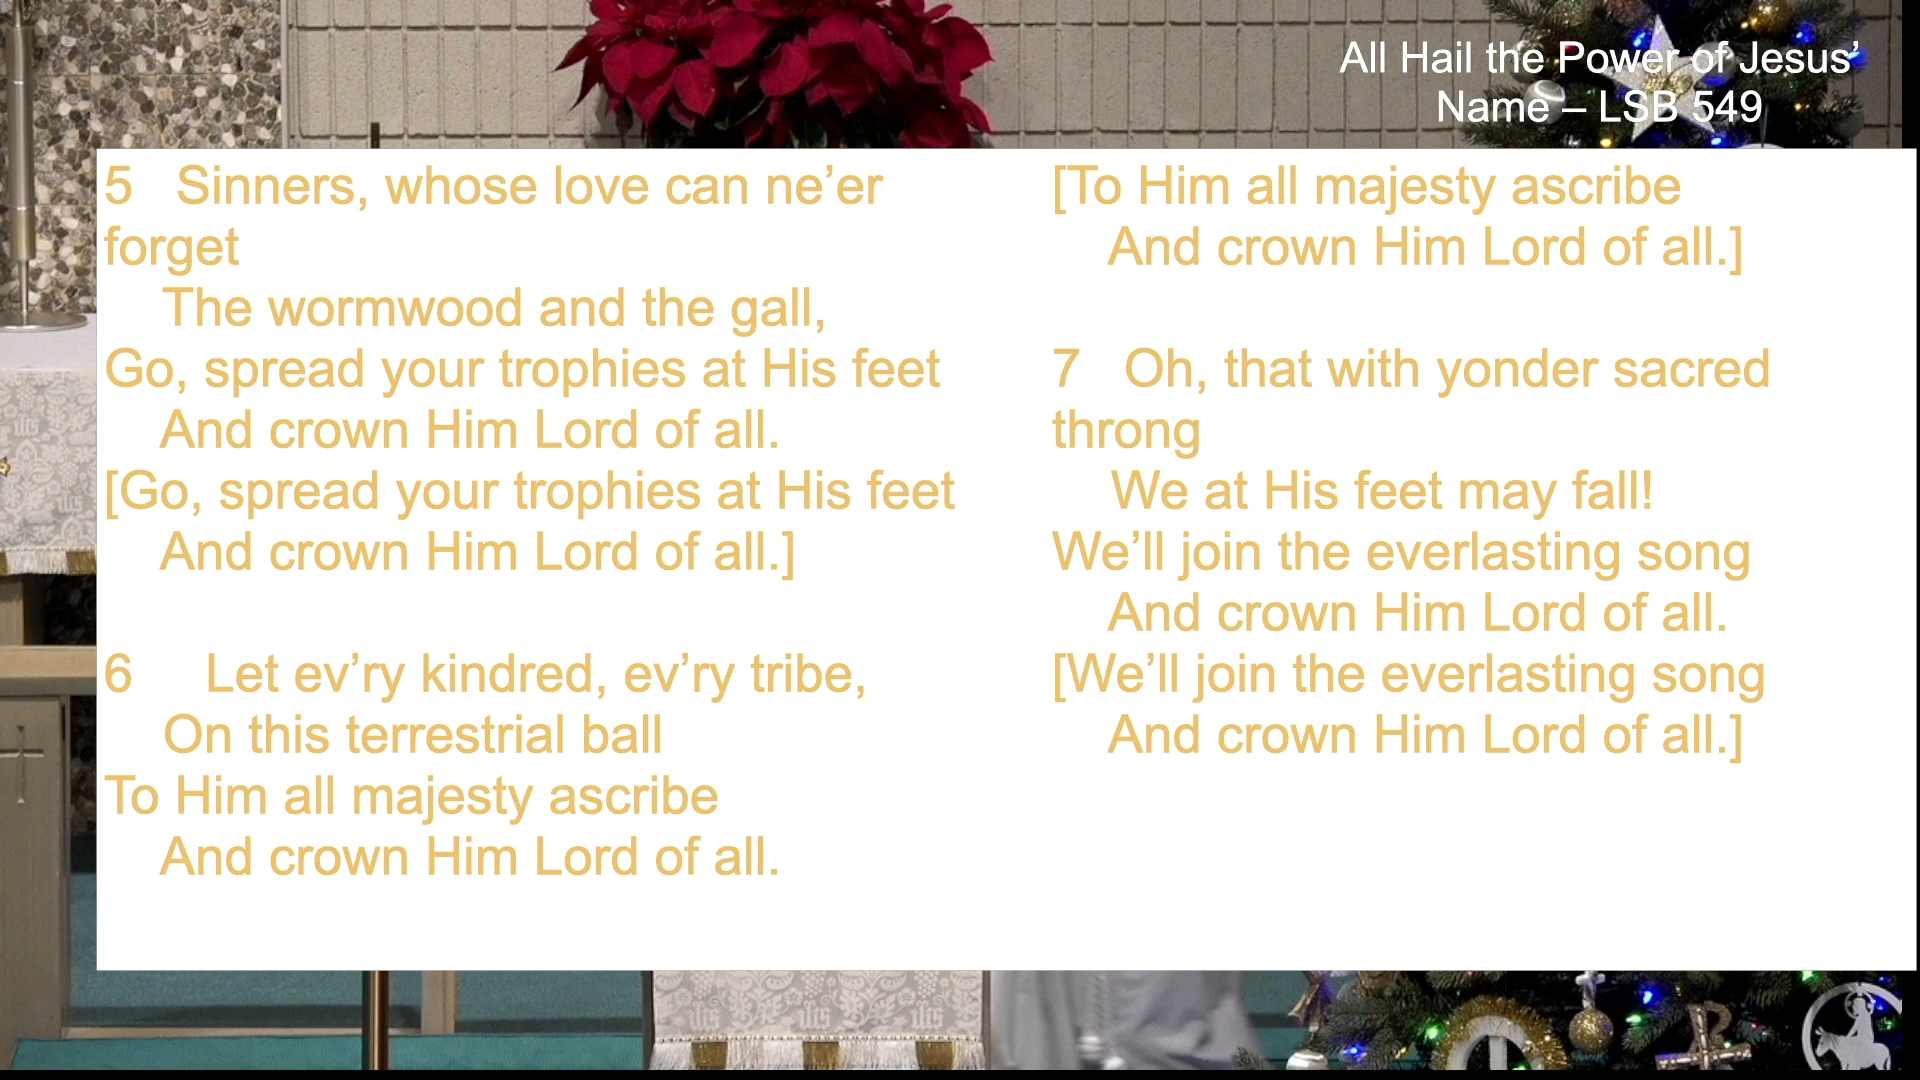 All Hail the Power of Jesus’
Name – LSB 549
5 Sinners, whose love can ne’er
forget
The wormwood and the gall,
Go, spread your trophies at His feet
And crown Him Lord of all.
[Go, spread your trophies at His feet
And crown Him Lord of all.]
6 Let ev’ry kindred, ev’ry tribe,
On this terrestrial ball
To Him all majesty ascribe
And crown Him Lord of all.
[To Him all majesty ascribe
And crown Him Lord of all.]
7 Oh, that with yonder sacred
throng
We at His feet may fall!
We’ll join the everlasting song
And crown Him Lord of all.
[We’ll join the everlasting song
And crown Him Lord of all.]